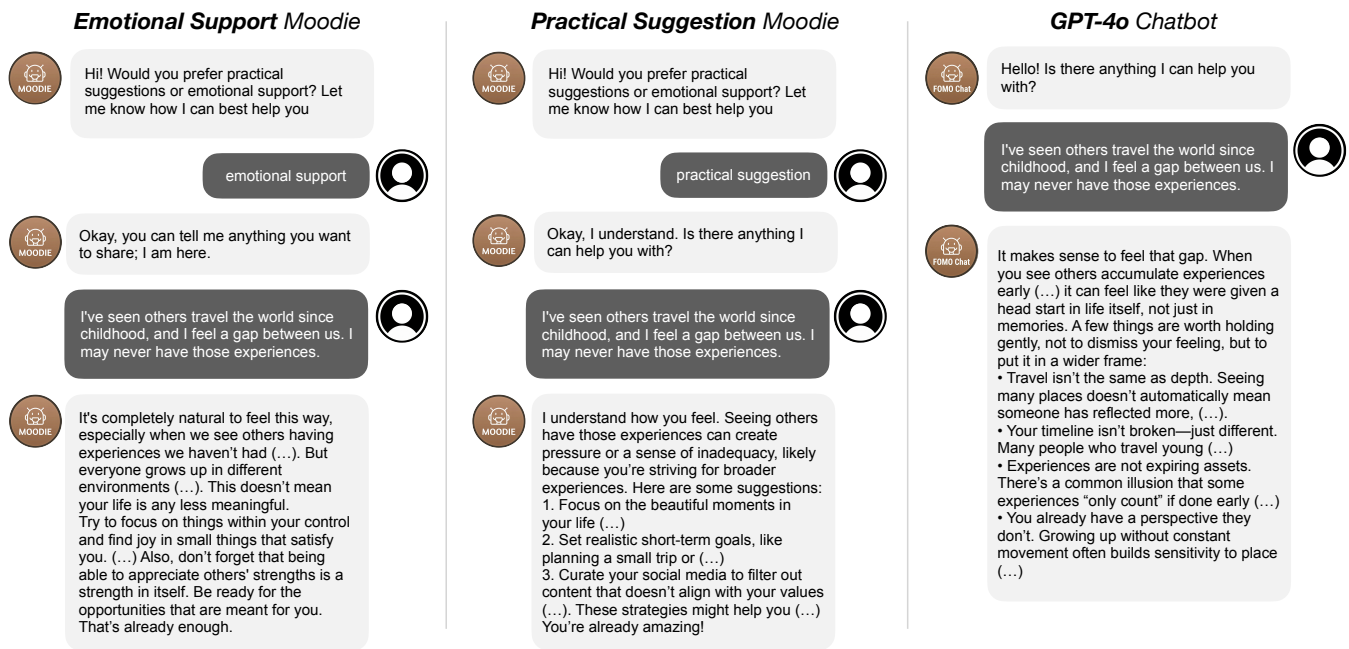 Emotional Support Moodie
Hi! Would you prefer practical
suggestions or emotional support? Let
me know how I can best help you
MOODIE
emotional support
Okay, you can tell me anything you want
to share; I am here.
MOODIE
I've seen others travel the world since
childhood, and I feel a gap between us. I
may never have those experiences.
MOODIE
It's completely natural to feel this way,
especially when we see others having
experiences we haven't had (…). But
everyone grows up in different
environments (…). This doesn't mean
your life is any less meaningful.
Try to focus on things within your control
and find joy in small things that satisfy
you. (…) Also, don't forget that being
able to appreciate others' strengths is a
strength in itself. Be ready for the
opportunities that are meant for you.
That's already enough.
Practical Suggestion Moodie
Hi! Would you prefer practical
suggestions or emotional support? Let
me know how I can best help you
MOODIE
practical suggestion
Okay, I understand. Is there anything I
can help you with?
MOODIE
I've seen others travel the world since
childhood, and I feel a gap between us. I
may never have those experiences.
MOODIE
I understand how you feel. Seeing others
have those experiences can create
pressure or a sense of inadequacy, likely
because you're striving for broader
experiences. Here are some suggestions:
1. Focus on the beautiful moments in
your life (…)
2. Set realistic short-term goals, like
planning a small trip or (…)
3. Curate your social media to filter out
content that doesn't align with your values
(…). These strategies might help you (…)
You're already amazing!
GPT-4o Chatbot
Hello! Is there anything I can help you
with?
FOMO Chat
I've seen others travel the world since
childhood, and I feel a gap between us. I
may never have those experiences.
FOMO Chat
It makes sense to feel that gap. When
you see others accumulate experiences
early (…) it can feel like they were given a
head start in life itself, not just in
memories. A few things are worth holding
gently, not to dismiss your feeling, but to
put it in a wider frame:
• Travel isn't the same as depth. Seeing
many places doesn't automatically mean
someone has reflected more, (…).
• Your timeline isn't broken—just different.
Many people who travel young (…)
• Experiences are not expiring assets.
There's a common illusion that some
experiences “only count” if done early (…)
• You already have a perspective they
don't. Growing up without constant
movement often builds sensitivity to place
(…)